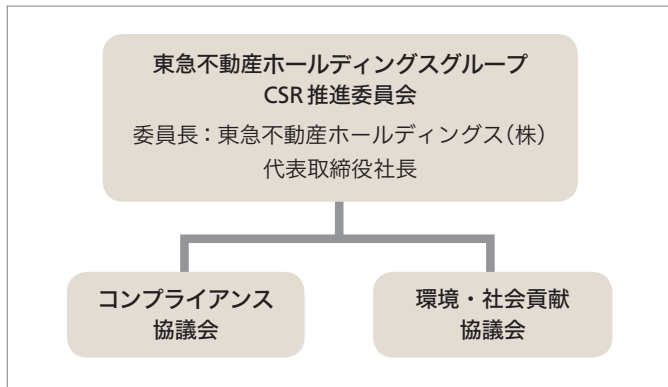 東急不動産ホールディングスグループ
CSR推進委員会
委員長：東急不動産ホールディングス（株）
代表取締役社長
コンプライアンス
協議会
環境・社会貢献
協議会